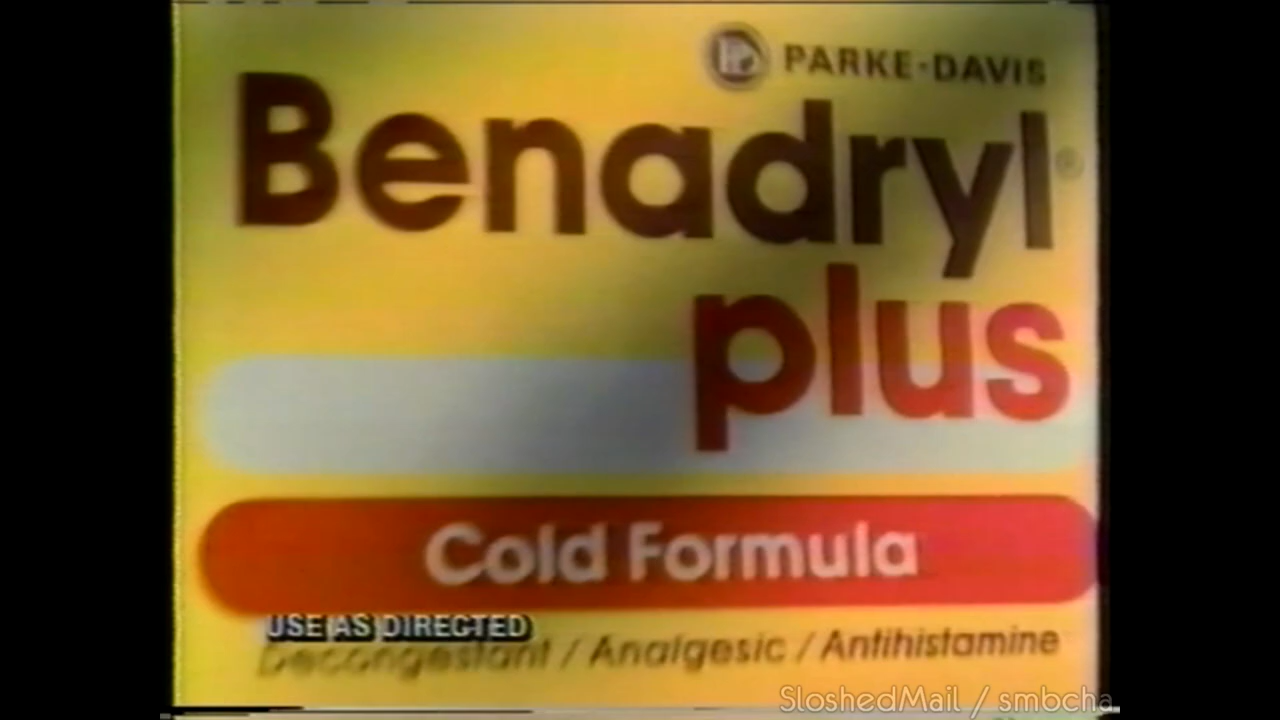 PARKE-DAVIS
Benadryl®
plus
Cold Formula
USE AS DIRECTED
Decongestant / Analgesic / Antihistamine
SloshedMail / smbcha